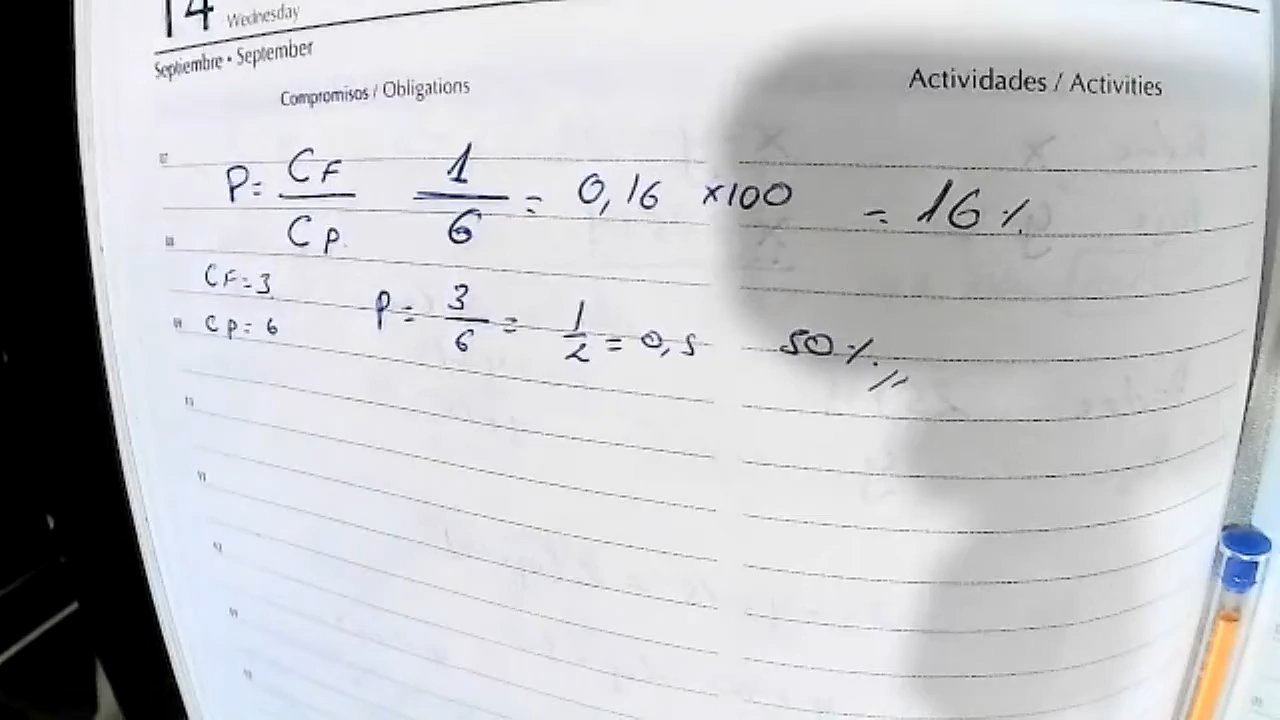 14 Wednesday
Septiembre • September
Compromisos / Obligations
Actividades / Activities
P = CF / Cp. 1/6 = 0,16 x100 = 16 %
CF = 3
Cp = 6
P = 3/6 = 1/2 = 0,5 50 %